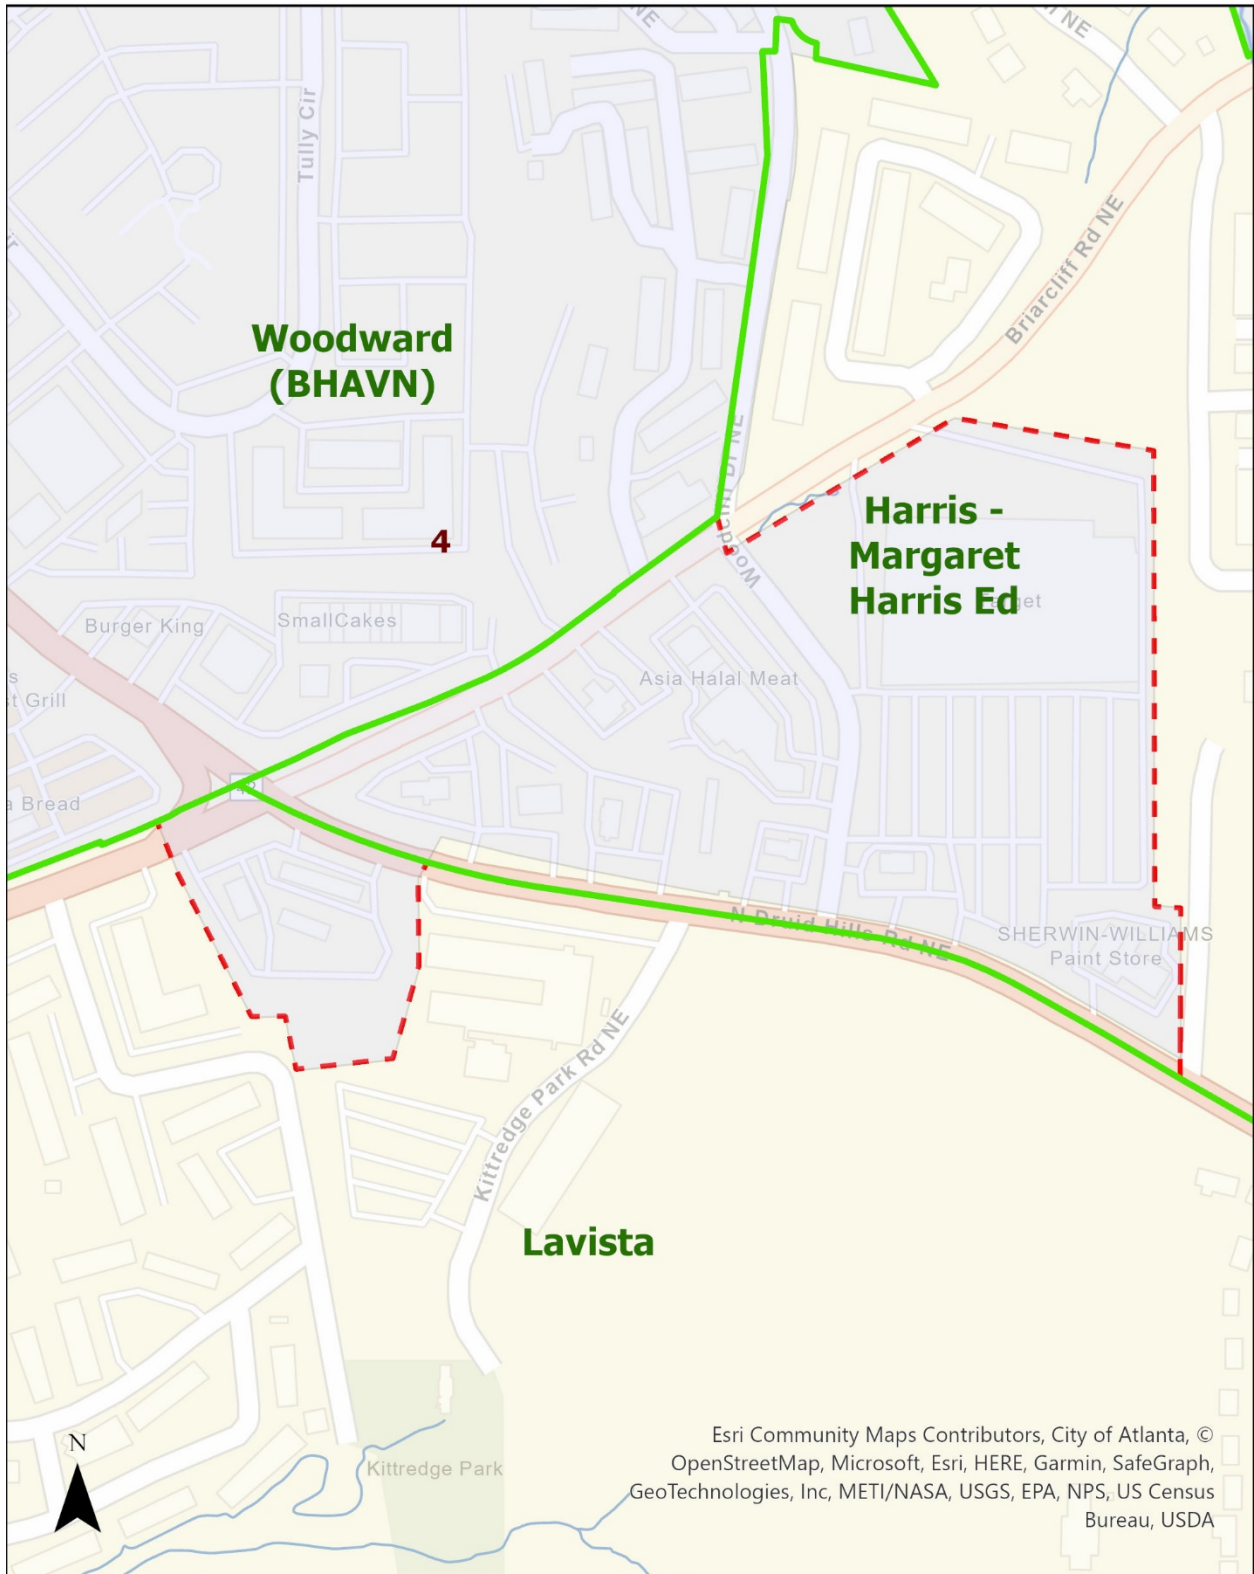 NE
NE
Tully Cir
Briarcliff Rd NE
Woodward
(BHAVN)
Harris -
Margaret
Harris Ed
4
Burger King
SmallCakes
Asia Halal Meat
Grill
Bread
42
Woodcliff Dr NE
N Druid Hills Rd NE
SHERWIN-WILLIAMS
Paint Store
Kittredge Park Rd NE
Lavista
Kittredge Park
N
Esri Community Maps Contributors, City of Atlanta, ©
OpenStreetMap, Microsoft, Esri, HERE, Garmin, SafeGraph,
GeoTechnologies, Inc, METI/NASA, USGS, EPA, NPS, US Census
Bureau, USDA